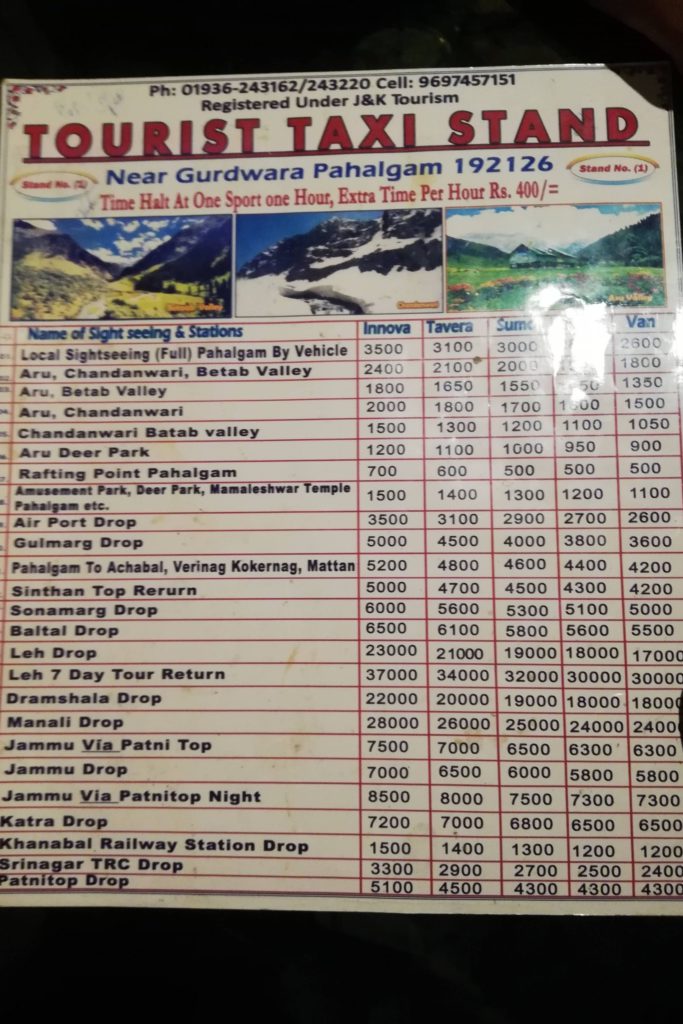 Ph: 01936-243162/243220 Cell: 9697457151
Registered Under J&K Tourism
TOURIST TAXI STAND
Stand No. (1) Near Gurdwara Pahalgam 192126 Stand No. (1)
Time Halt At One Sport one Hour, Extra Time Per Hour Rs. 400/=
Valley Chandanwari Aru Valley
Name of Sight seeing & Stations Innova Tavera Sumo Van
Local Sightseeing (Full) Pahalgam By Vehicle 3500 3100 3000 2600
Aru, Chandanwari, Betab Valley 2400 2100 2000 1800
Aru, Betab Valley 1800 1650 1550 1350
Aru, Chandanwari 2000 1800 1700 1500
Chandanwari Batab valley 1500 1300 1200 1100 1050
Aru Deer Park 1200 1100 1000 950 900
Rafting Point Pahalgam 700 600 500 500 500
Amusement Park, Deer Park, Mamaleshwar Temple
Pahalgam etc. 1500 1400 1300 1200 1100
Air Port Drop 3500 3100 2900 2700 2600
Gulmarg Drop 5000 4500 4000 3800 3600
Pahalgam To Achabal, Verinag Kokernag, Mattan 5200 4800 4600 4400 4200
Sinthan Top Rerurn 5000 4700 4500 4300 4200
Sonamarg Drop 6000 5600 5300 5100 5000
Baltal Drop 6500 6100 5800 5600 5500
Leh Drop 23000 21000 19000 18000 17000
Leh 7 Day Tour Return 37000 34000 32000 30000 30000
Dramshala Drop 22000 20000 19000 18000 18000
Manali Drop 28000 26000 25000 24000 2400
Jammu Via Patni Top 7500 7000 6500 6300 6300
Jammu Drop 7000 6500 6000 5800 5800
Jammu Via Patnitop Night 8500 8000 7500 7300 7300
Katra Drop 7200 7000 6800 6500 6500
Khanabal Railway Station Drop 1500 1400 1300 1200 1200
Srinagar TRC Drop 3300 2900 2700 2500 2400
Patnitop Drop 5100 4500 4300 4300 4300